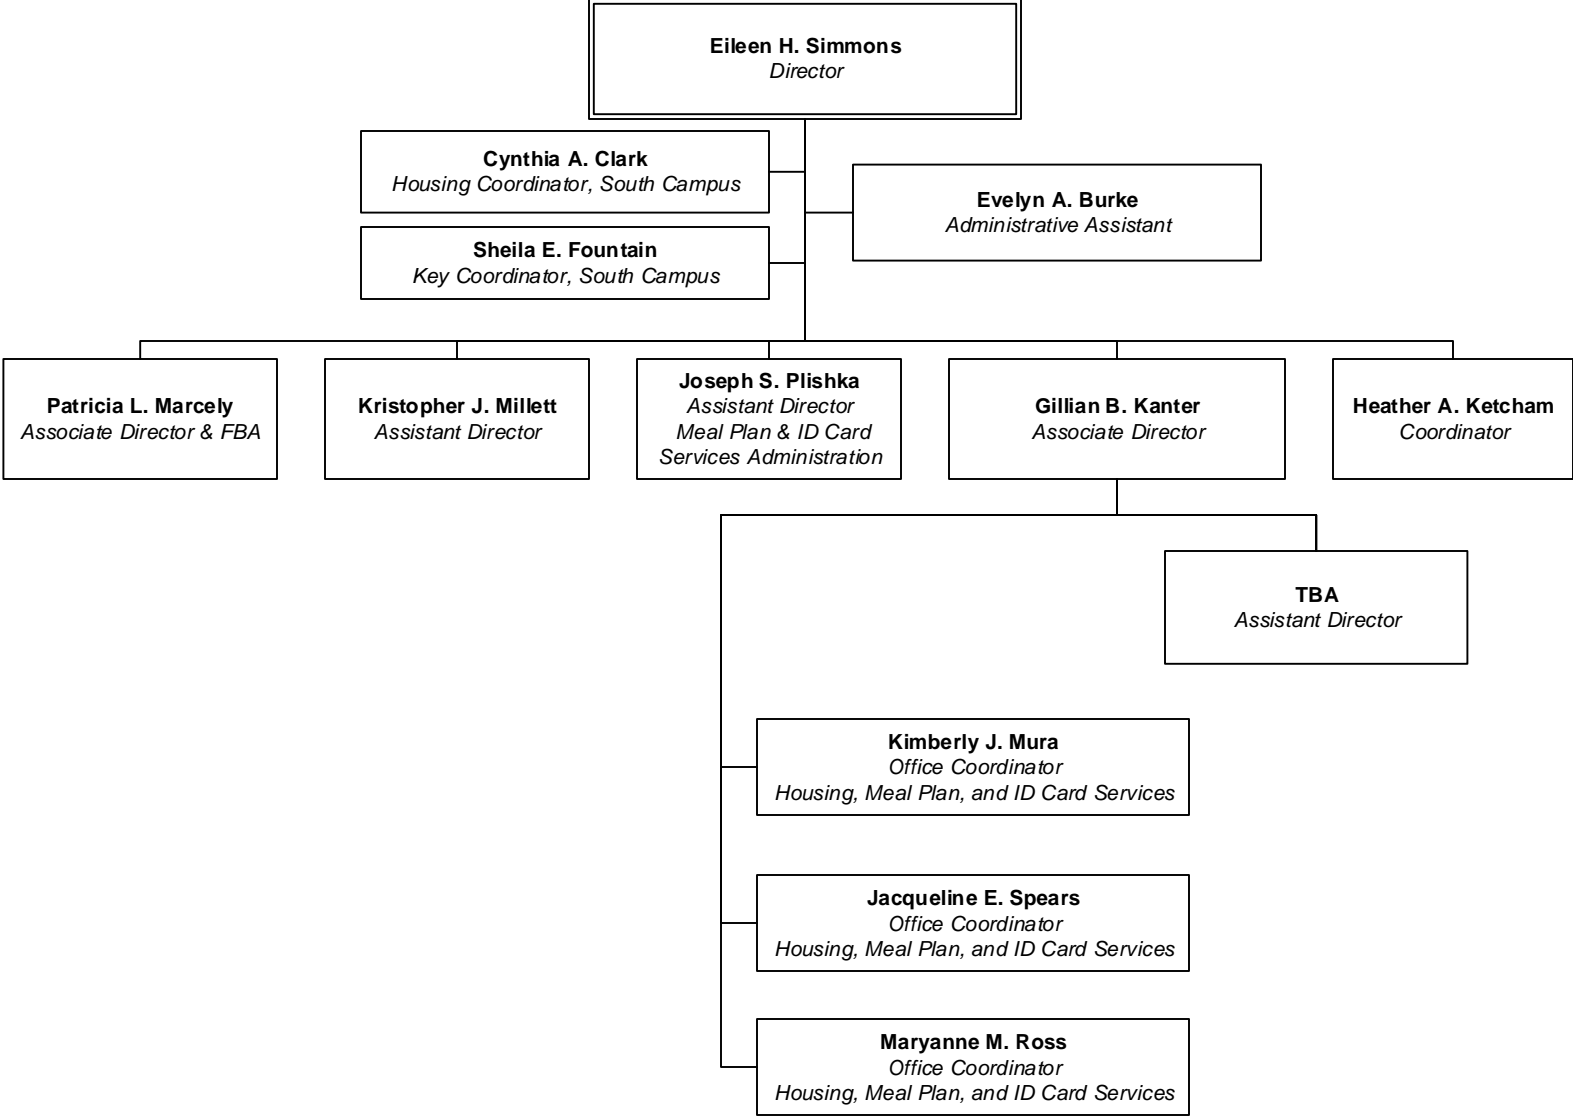 Eileen H. Simmons
Director
Cynthia A. Clark
Housing Coordinator, South Campus
Evelyn A. Burke
Administrative Assistant
Sheila E. Fountain
Key Coordinator, South Campus
Patricia L. Marcely
Associate Director & FBA
Kristopher J. Millett
Assistant Director
Joseph S. Plishka
Assistant Director
Meal Plan & ID Card
Services Administration
Gillian B. Kanter
Associate Director
Heather A. Ketcham
Coordinator
TBA
Assistant Director
Kimberly J. Mura
Office Coordinator
Housing, Meal Plan, and ID Card Services
Jacqueline E. Spears
Office Coordinator
Housing, Meal Plan, and ID Card Services
Maryanne M. Ross
Office Coordinator
Housing, Meal Plan, and ID Card Services